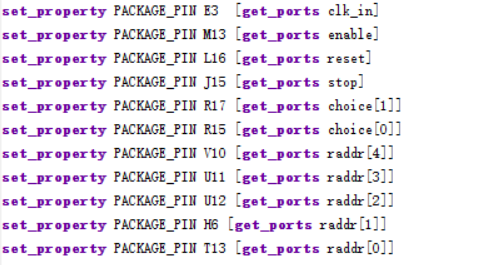 set_property PACKAGE_PIN E3  [get_ports clk_in]
set_property PACKAGE_PIN M13 [get_ports enable]
set_property PACKAGE_PIN L16 [get_ports reset]
set_property PACKAGE_PIN J15 [get_ports stop]
set_property PACKAGE_PIN R17 [get_ports choice[1]]
set_property PACKAGE_PIN R15 [get_ports choice[0]]
set_property PACKAGE_PIN V10 [get_ports raddr[4]]
set_property PACKAGE_PIN U11 [get_ports raddr[3]]
set_property PACKAGE_PIN U12 [get_ports raddr[2]]
set_property PACKAGE_PIN H6 [get_ports raddr[1]]
set_property PACKAGE_PIN T13 [get_ports raddr[0]]